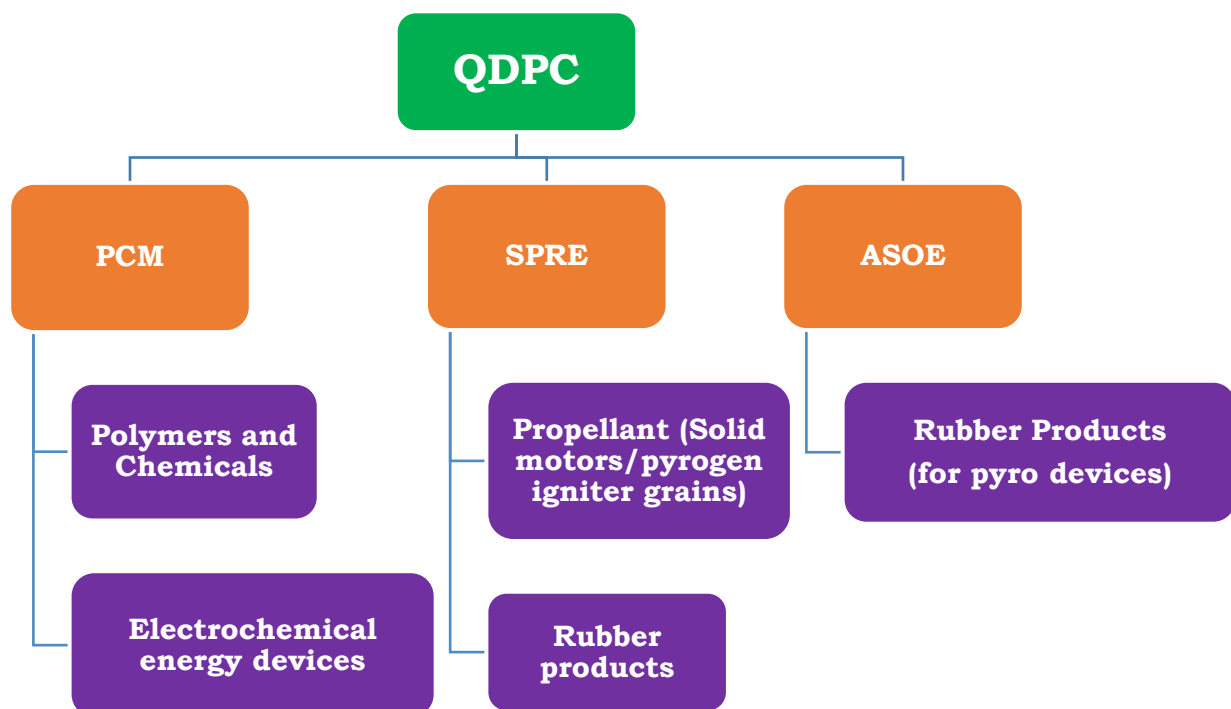 QDPC
PCM
SPRE
ASOE
Polymers and
Chemicals
Propellant (Solid
motors/pyrogen
igniter grains)
Rubber Products
(for pyro devices)
Electrochemical
energy devices
Rubber
products